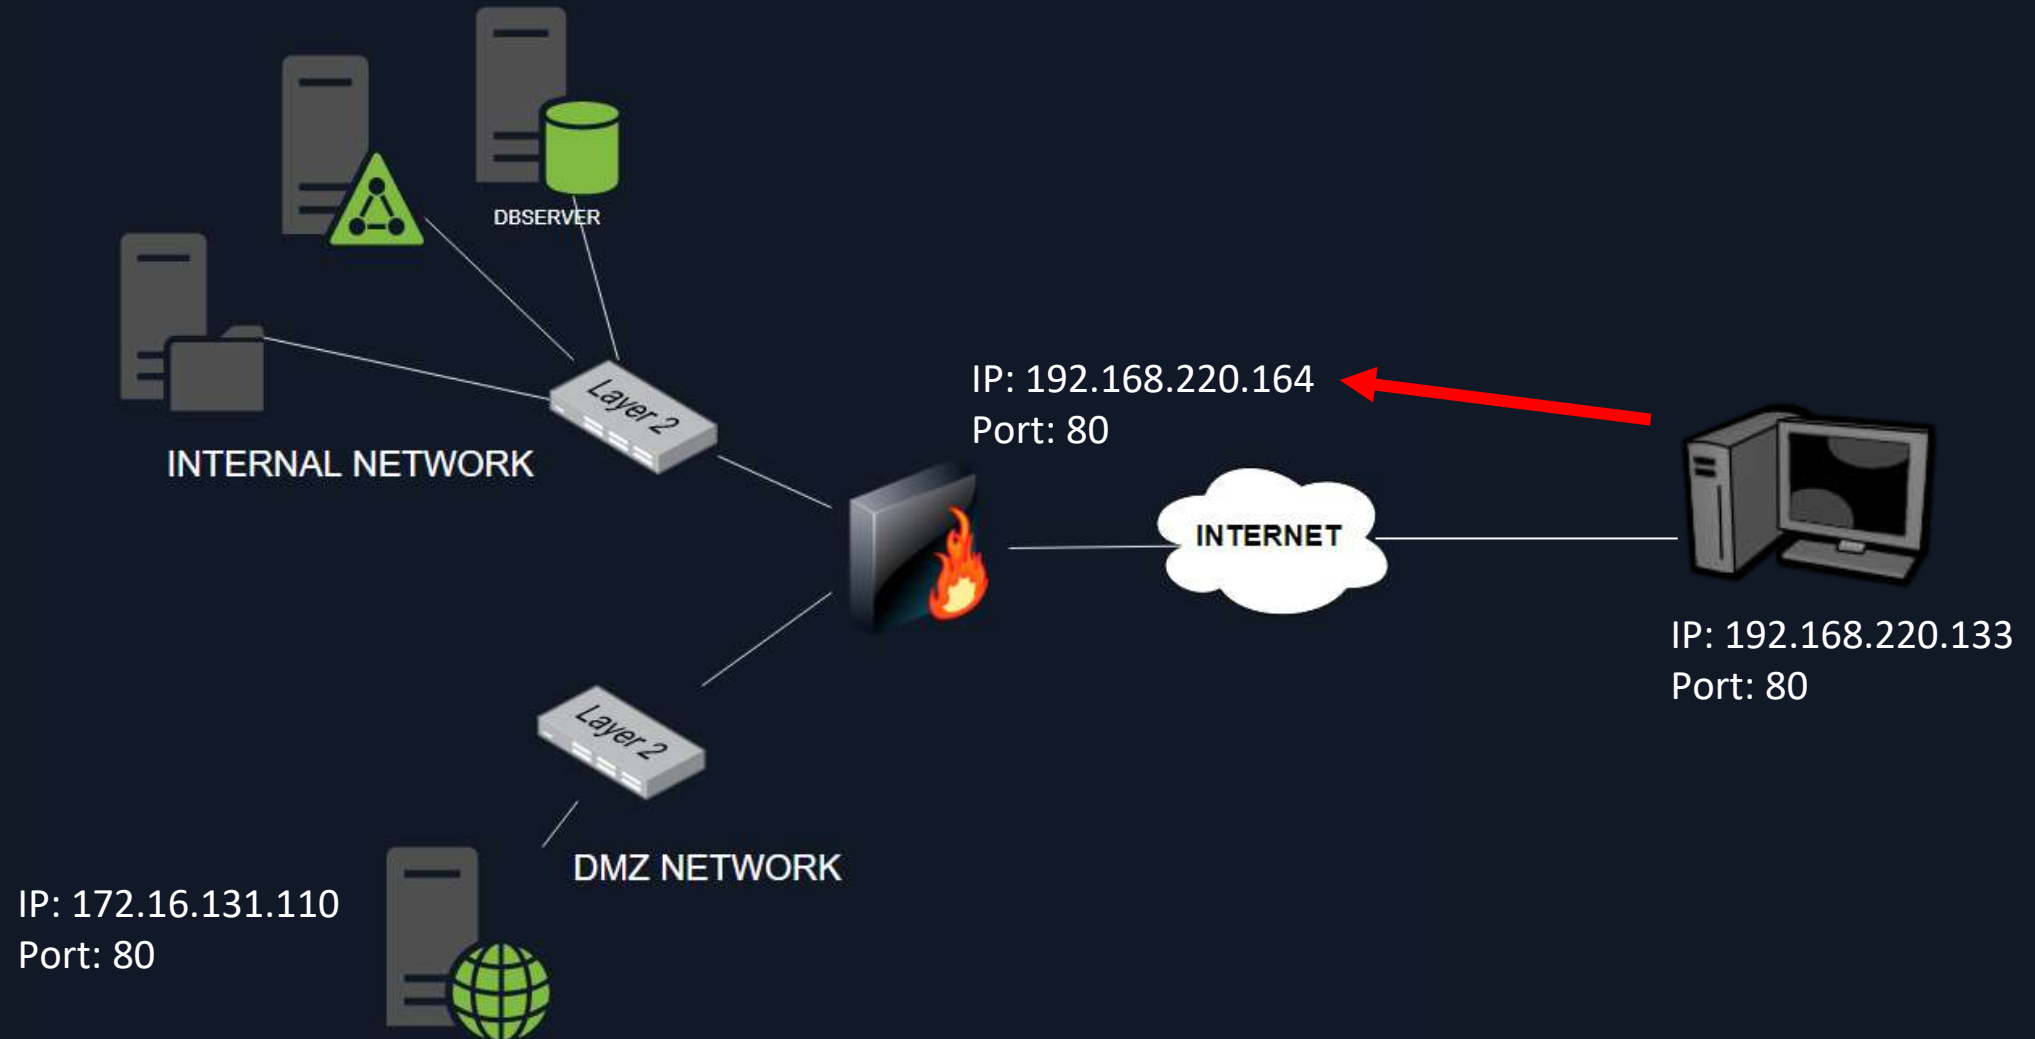 DBSERVER
Layer 2
INTERNAL NETWORK
IP: 192.168.220.164
Port: 80
INTERNET
IP: 192.168.220.133
Port: 80
Layer 2
DMZ NETWORK
IP: 172.16.131.110
Port: 80